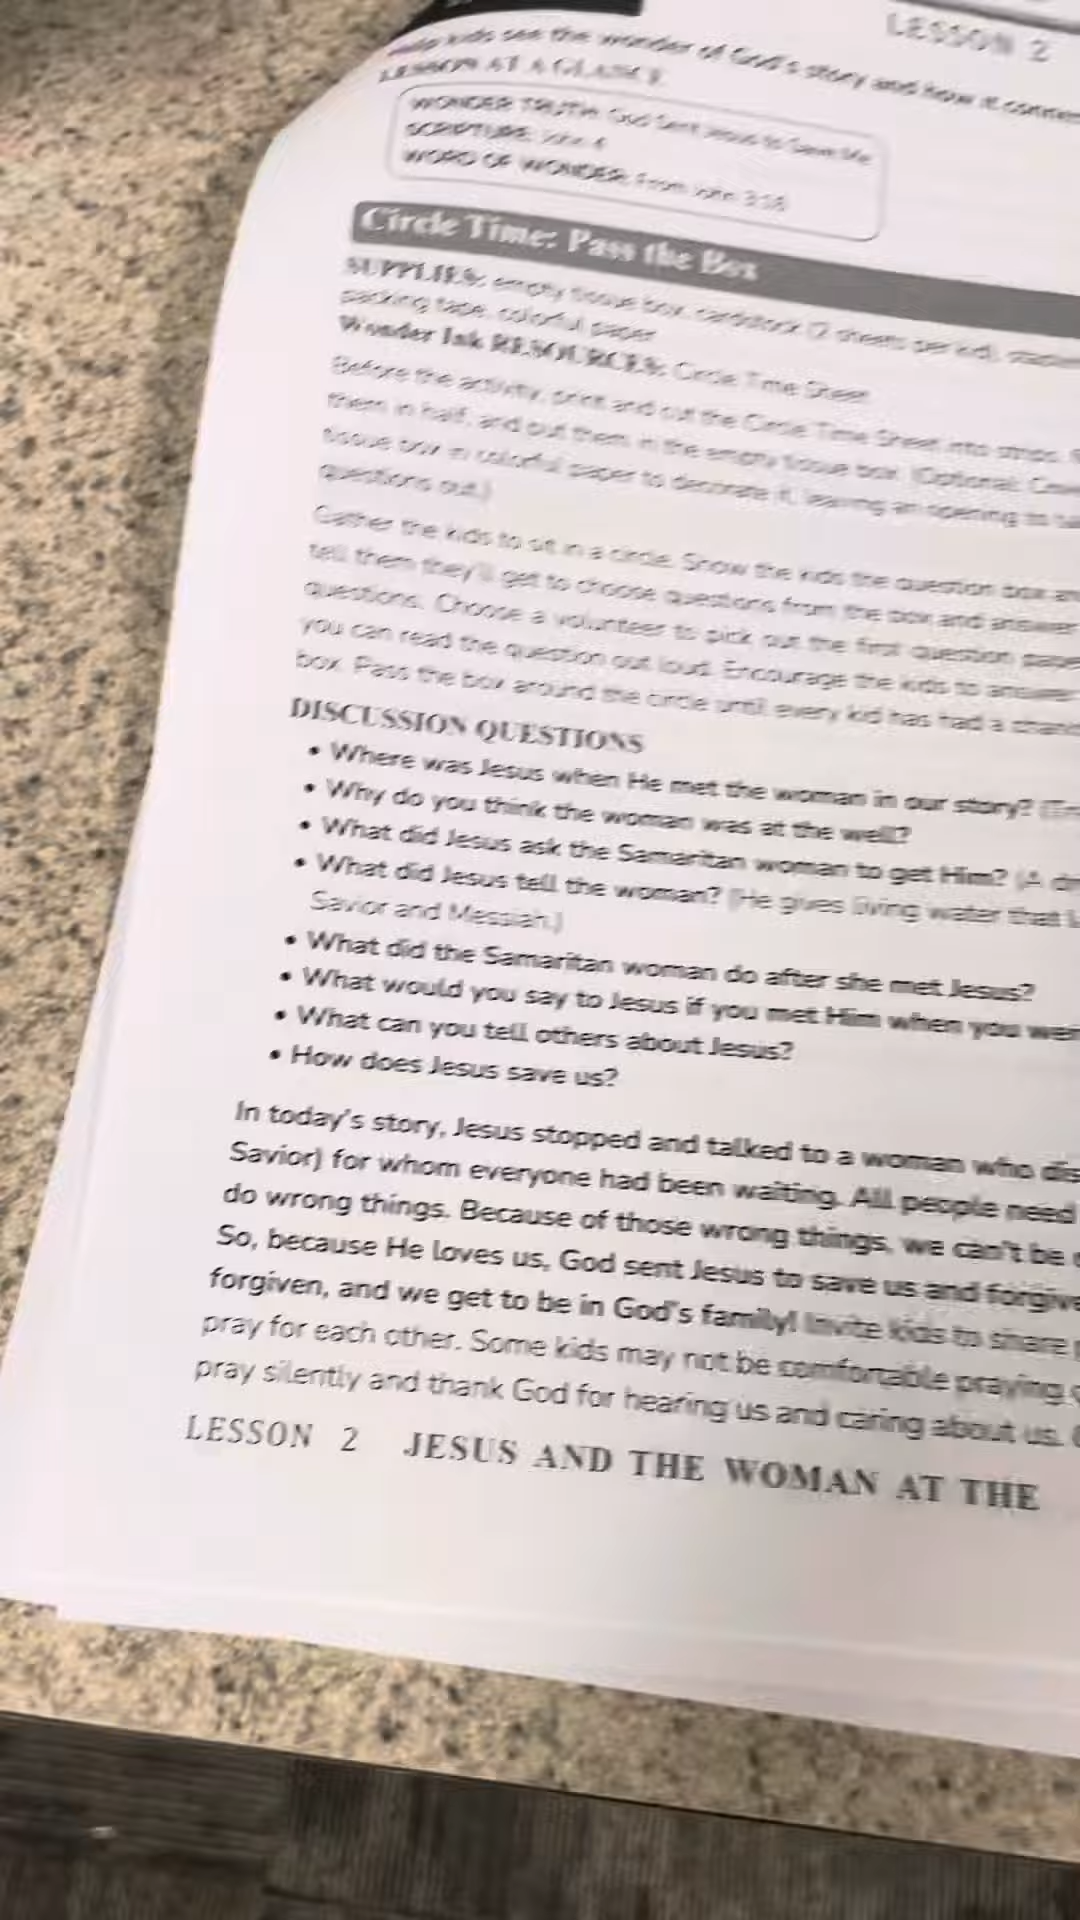 LESSON 2
kids see the wonder of God's story and how it connec
LESSON AT A GLANCE
WONDER TRUTH: God Sent Jesus to Save Me
SCRIPTURE: John 4
WORD OF WONDER: From John 3:16
Circle Time: Pass the Box
SUPPLIES: empty tissue box, cardstock (2 sheets per kid),
packing tape, colorful paper
Wonder Ink RESOURCES: Circle Time Sheet
Before the activity, print and cut the Circle Time Sheet into strips.
them in half, and put them in the empty tissue box. (Optional: Cove
tissue box in colorful paper to decorate it, leaving an opening to
questions out.)
Gather the kids to sit in a circle. Show the kids the question box an
tell them they'll get to choose questions from the box and answer
questions. Choose a volunteer to pick out the first question pape
you can read the question out loud. Encourage the kids to answer
box. Pass the box around the circle until every kid has had a chanc
DISCUSSION QUESTIONS
• Where was Jesus when He met the woman in our story?
• Why do you think the woman was at the well?
• What did Jesus ask the Samaritan woman to get Him? (A dr
• What did Jesus tell the woman? (He gives living water that
Savior and Messiah.)
• What did the Samaritan woman do after she met Jesus?
• What would you say to Jesus if you met Him when you wer
• What can you tell others about Jesus?
• How does Jesus save us?
In today's story, Jesus stopped and talked to a woman who dis
Savior) for whom everyone had been waiting. All people need
do wrong things. Because of those wrong things, we can't be
So, because He loves us, God sent Jesus to save us and forgive
forgiven, and we get to be in God's family! Invite kids to share
pray for each other. Some kids may not be comfortable praying
pray silently and thank God for hearing us and caring about us.
LESSON 2 JESUS AND THE WOMAN AT THE